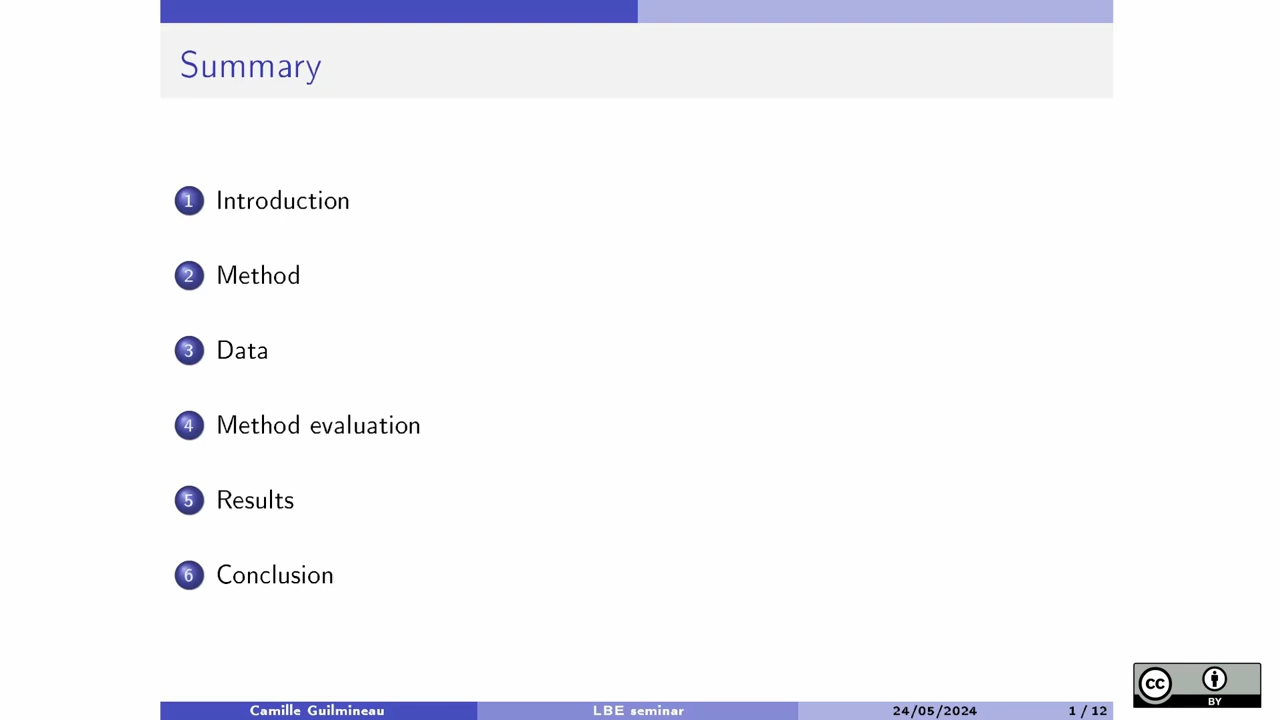 Summary
1 Introduction
2 Method
3 Data
4 Method evaluation
5 Results
6 Conclusion
Camille Guilmineau LBE seminar 24/05/2024 1 / 12
cc BY